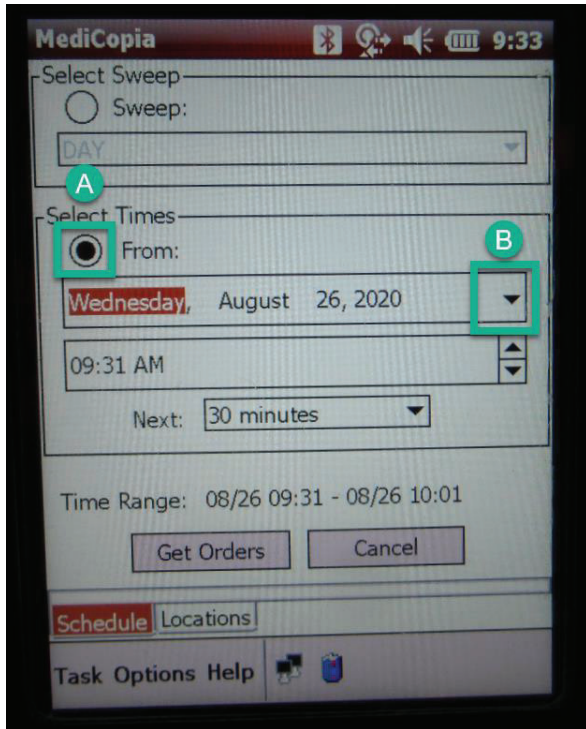 MediCopia 9:33
Select Sweep
Sweep:
DAY
A
Select Times
From:
B
Wednesday, August 26, 2020
09:31 AM
Next: 30 minutes
Time Range: 08/26 09:31 - 08/26 10:01
Get Orders Cancel
Schedule Locations
Task Options Help